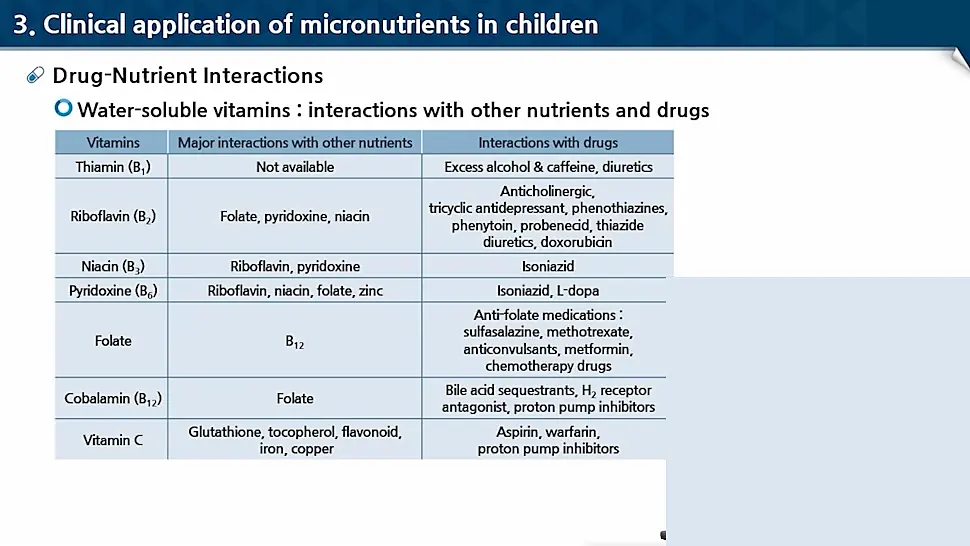 3. Clinical application of micronutrients in children
Drug-Nutrient Interactions
Water-soluble vitamins : interactions with other nutrients and drugs
Vitamins Major interactions with other nutrients Interactions with drugs
Thiamin (B₁) Not available Excess alcohol & caffeine, diuretics
Riboflavin (B₂) Folate, pyridoxine, niacin Anticholinergic,
tricyclic antidepressant, phenothiazines,
phenytoin, probenecid, thiazide
diuretics, doxorubicin
Niacin (B₃) Riboflavin, pyridoxine Isoniazid
Pyridoxine (B₆) Riboflavin, niacin, folate, zinc Isoniazid, L-dopa
Folate B₁₂ Anti-folate medications :
sulfasalazine, methotrexate,
anticonvulsants, metformin,
chemotherapy drugs
Cobalamin (B₁₂) Folate Bile acid sequestrants, H₂ receptor
antagonist, proton pump inhibitors
Vitamin C Glutathione, tocopherol, flavonoid,
iron, copper Aspirin, warfarin,
proton pump inhibitors